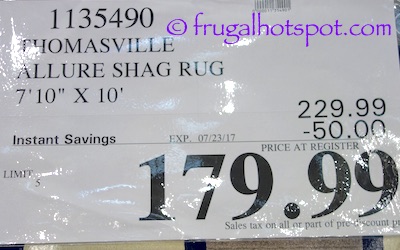 © frugalhotspot.com
1135490
THOMASVILLE
ALLURE SHAG RUG
7'10" X 10'
229.99
Instant Savings EXP. 07/23/17 -50.00
PRICE AT REGISTER
LIMIT
5
179.99
Sales tax on all or part of pre-discount